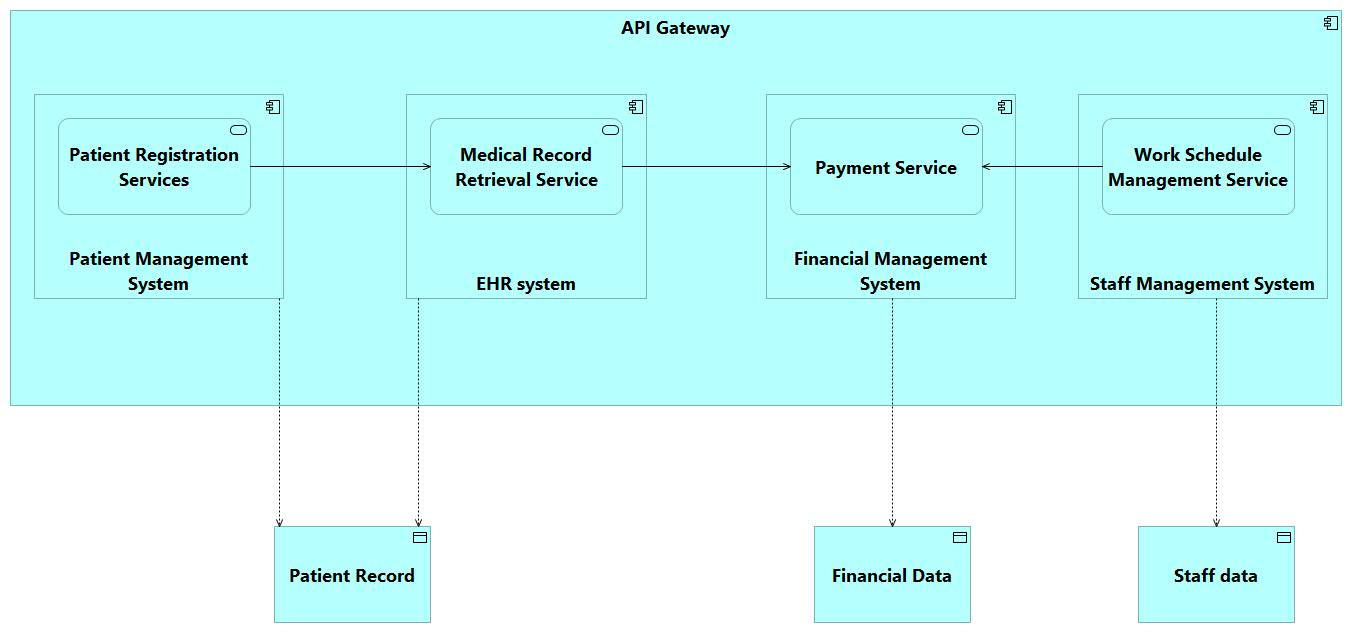 API Gateway
Patient Registration
Services
Medical Record
Retrieval Service
Payment Service
Work Schedule
Management Service
Patient Management
System
EHR system
Financial Management
System
Staff Management System
Patient Record
Financial Data
Staff data